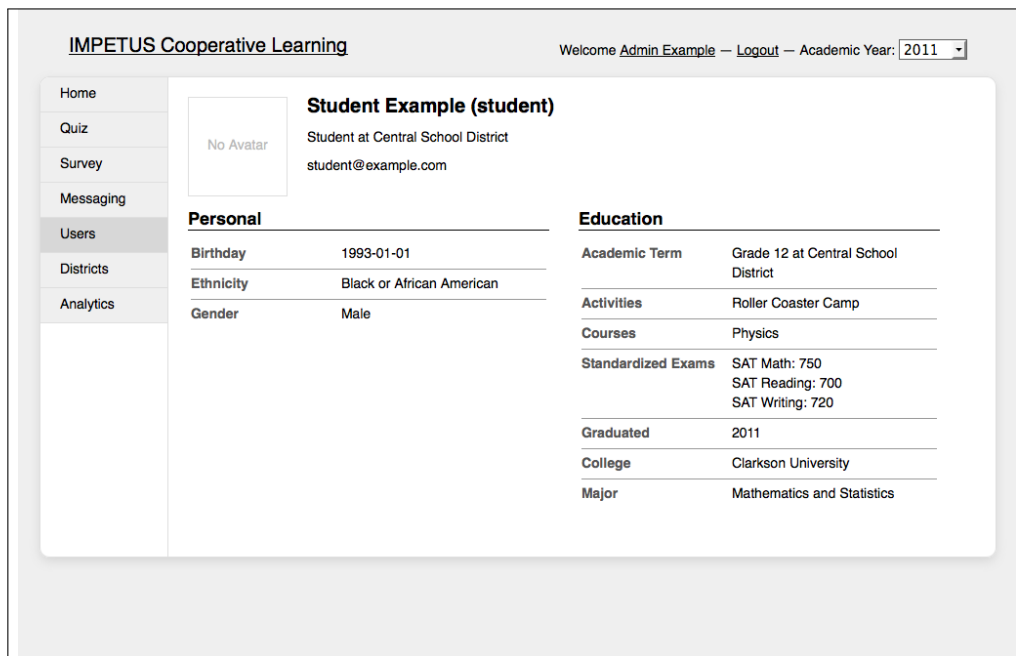 IMPETUS Cooperative Learning
Welcome Admin Example — Logout — Academic Year: 2011
Home
Quiz
Survey
Messaging
Users
Districts
Analytics
No Avatar
Student Example (student)
Student at Central School District
student@example.com
Personal
Birthday 1993-01-01
Ethnicity Black or African American
Gender Male
Education
Academic Term Grade 12 at Central School
District
Activities Roller Coaster Camp
Courses Physics
Standardized Exams SAT Math: 750
SAT Reading: 700
SAT Writing: 720
Graduated 2011
College Clarkson University
Major Mathematics and Statistics